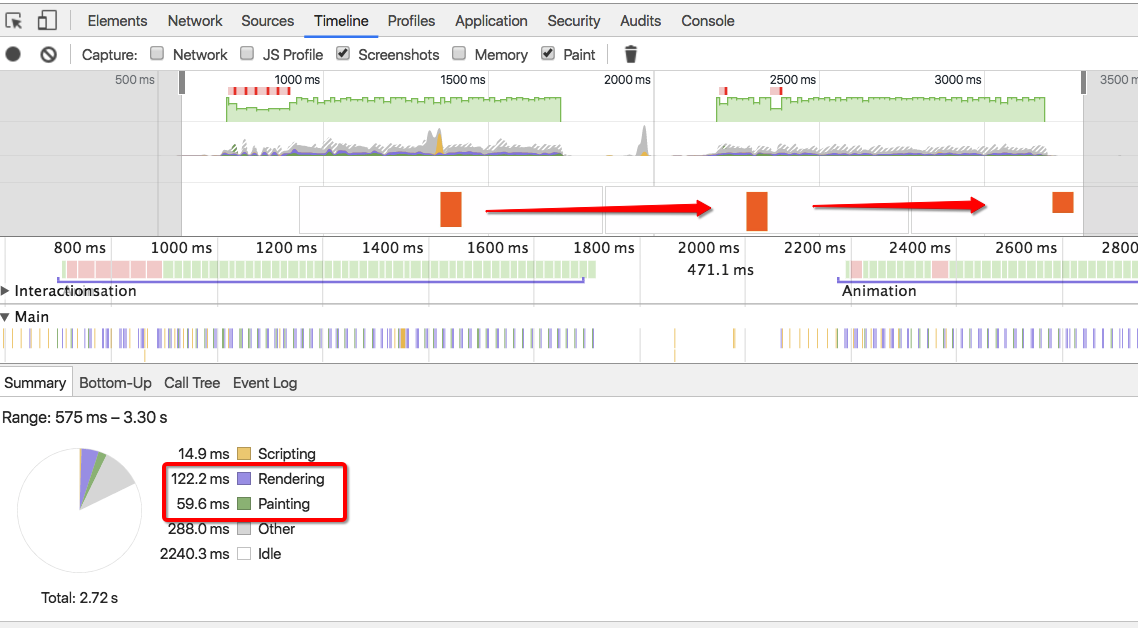 Elements Network Sources Timeline Profiles Application Security Audits Console
Capture: Network JS Profile Screenshots Memory Paint
500 ms 1000 ms 1500 ms 2000 ms 2500 ms 3000 ms 3500 m
800 ms 1000 ms 1200 ms 1400 ms 1600 ms 1800 ms 2000 ms 2200 ms 2400 ms 2600 ms 2800
471.1 ms
Interactions
Animation
Main
Summary Bottom-Up Call Tree Event Log
Range: 575 ms – 3.30 s
14.9 ms Scripting
122.2 ms Rendering
59.6 ms Painting
288.0 ms Other
2240.3 ms Idle
Total: 2.72 s